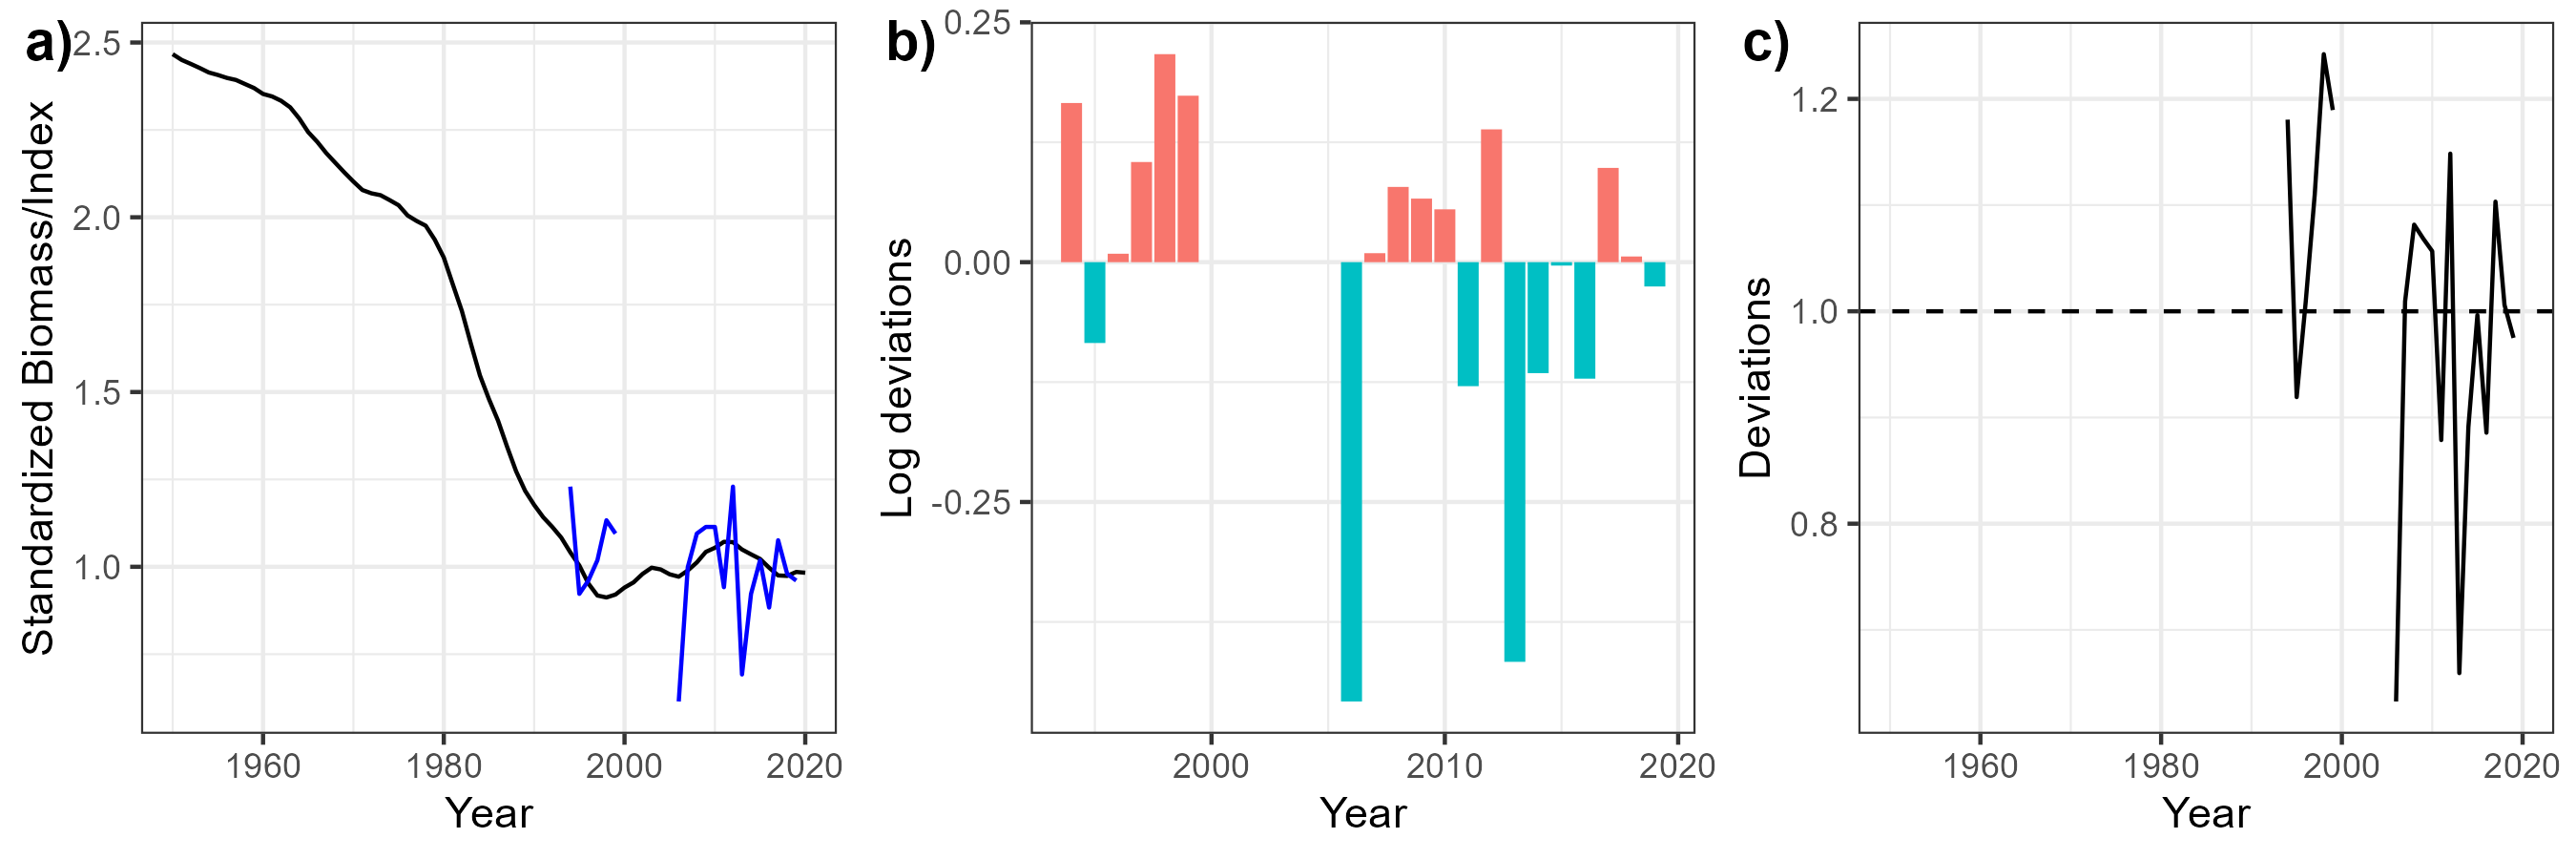 a)
2.5
2.0
1.5
1.0
Standardized Biomass/Index
1960 1980 2000 2020
Year
b)
0.25
0.00
-0.25
Log deviations
2000 2010 2020
Year
c)
1.2
1.0
0.8
Deviations
1960 1980 2000 2020
Year